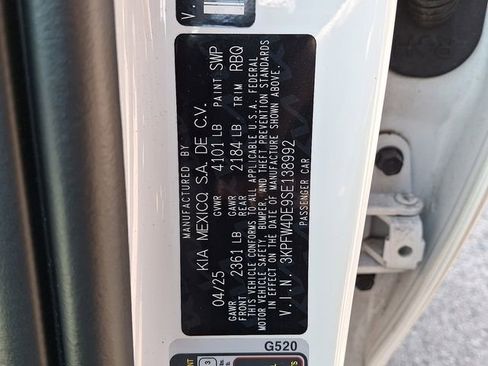 MANUFACTURED BY
KIA MEXICO, S.A. DE C.V.
04/25 GVWR 4101 LB PAINT SWP
GAWR FRONT 2361 LB GAWR REAR 2184 LB TRIM RBQ
THIS VEHICLE CONFORMS TO ALL APPLICABLE U.S.A. FEDERAL
MOTOR VEHICLE SAFETY, BUMPER, AND THEFT PREVENTION STANDARDS
IN EFFECT ON THE DATE OF MANUFACTURE SHOWN ABOVE.
V.I.N. 3KPFW4DE9SE138992
PASSENGER CAR
G520